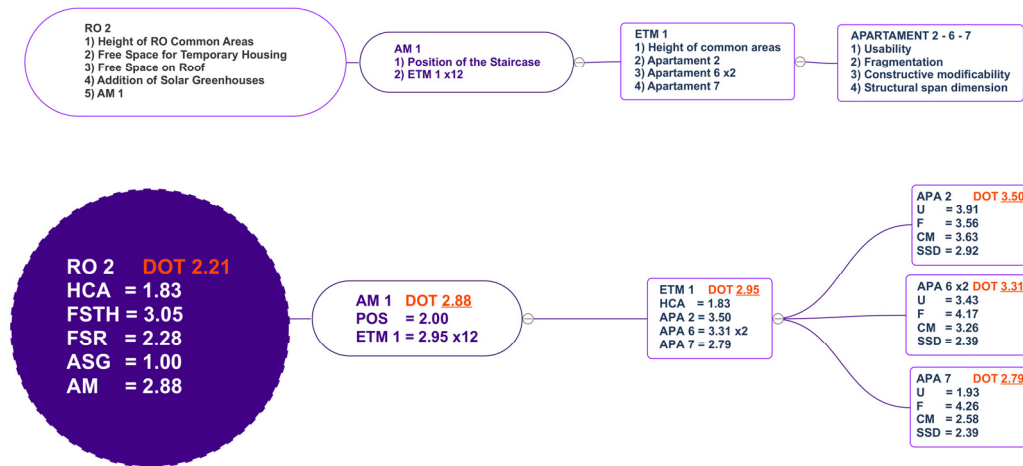 RO 2
1) Height of RO Common Areas
2) Free Space for Temporary Housing
3) Free Space on Roof
4) Addition of Solar Greenhouses
5) AM 1
AM 1
1) Position of the Staircase
2) ETM 1 x12
ETM 1
1) Height of common areas
2) Apartament 2
3) Apartament 6 x2
4) Apartament 7
APARTAMENT 2 - 6 - 7
1) Usability
2) Fragmentation
3) Constructive modificability
4) Structural span dimension
RO 2 DOT 2.21
HCA = 1.83
FSTH = 3.05
FSR = 2.28
ASG = 1.00
AM = 2.88
AM 1 DOT 2.88
POS = 2.00
ETM 1 = 2.95 x12
ETM 1 DOT 2.95
HCA = 1.83
APA 2 = 3.50
APA 6 = 3.31 x2
APA 7 = 2.79
APA 2 DOT 3.50
U = 3.91
F = 3.56
CM = 3.63
SSD = 2.92
APA 6 x2 DOT 3.31
U = 3.43
F = 4.17
CM = 3.26
SSD = 2.39
APA 7 DOT 2.79
U = 1.93
F = 4.26
CM = 2.58
SSD = 2.39